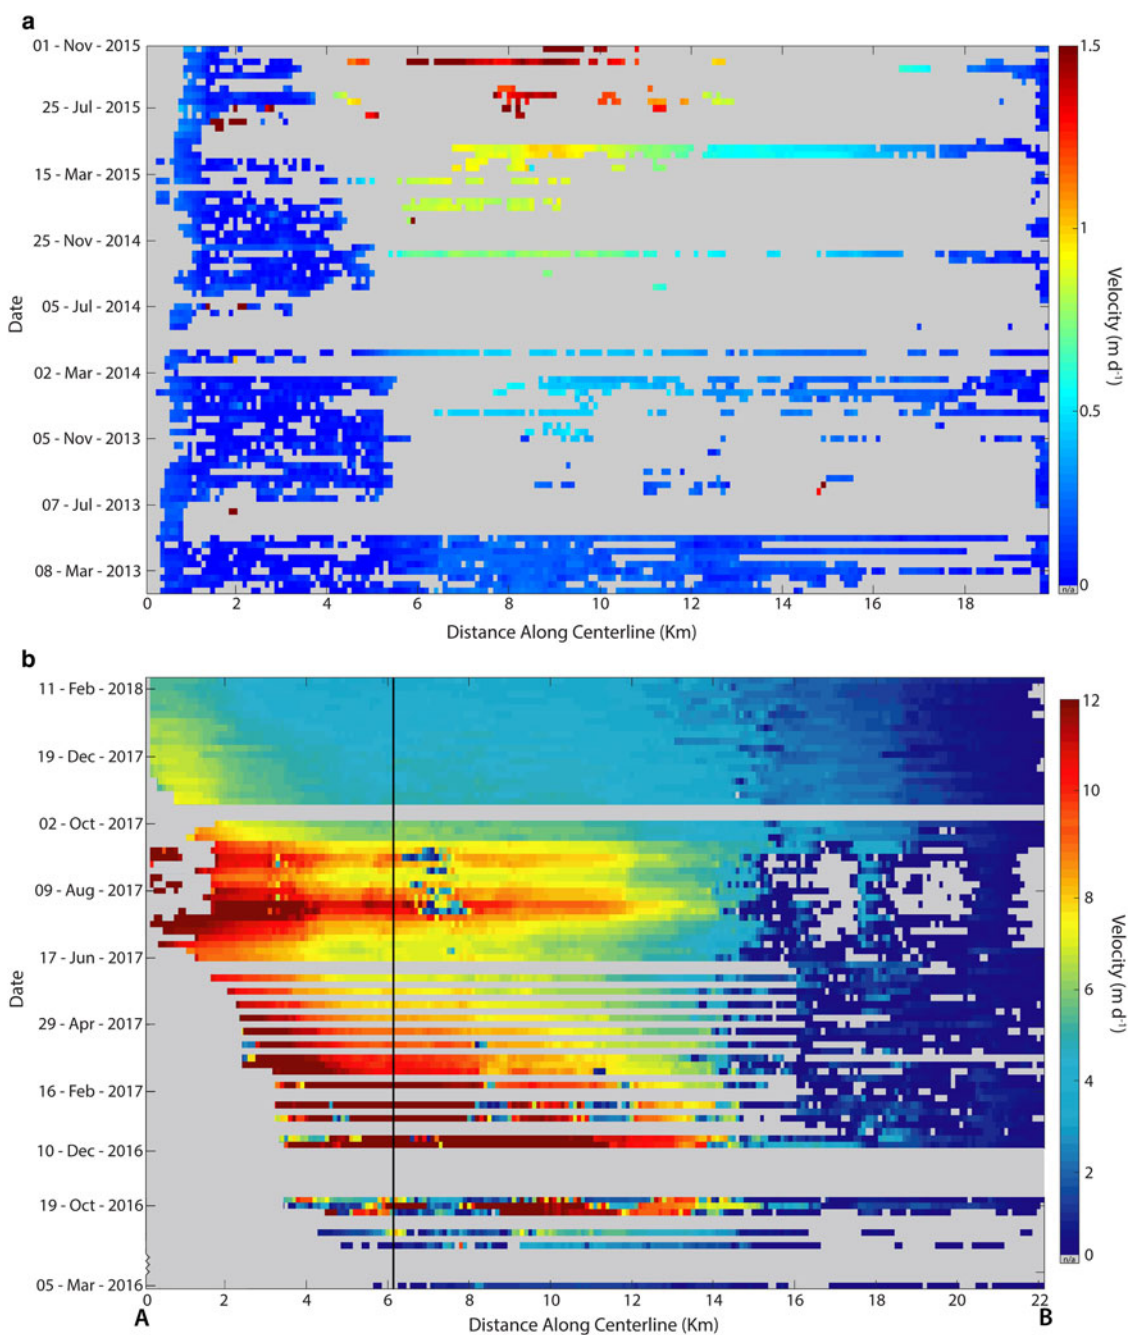 a
01 - Nov - 2015
25 - Jul - 2015
15 - Mar - 2015
25 - Nov - 2014
05 - Jul - 2014
02 - Mar - 2014
05 - Nov - 2013
07 - Jul - 2013
08 - Mar - 2013
Date
0 2 4 6 8 10 12 14 16 18
Distance Along Centerline (Km)
1.5
1
0.5
0
n/a
Velocity (m d-1)
b
11 - Feb - 2018
19 - Dec - 2017
02 - Oct - 2017
09 - Aug - 2017
17 - Jun - 2017
29 - Apr - 2017
16 - Feb - 2017
10 - Dec - 2016
19 - Oct - 2016
05 - Mar - 2016
Date
0 2 4 6 8 10 12 14 16 18 20 22
A B
Distance Along Centerline (Km)
12
10
8
6
4
2
0
n/a
Velocity (m d-1)